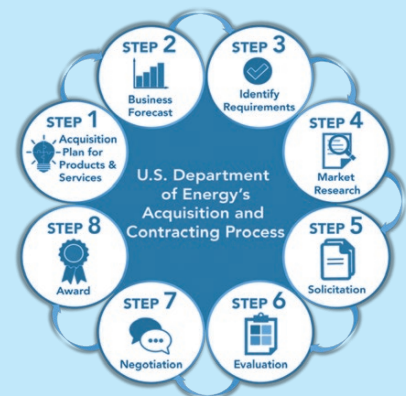 STEP 1
Acquisition
Plan for
Products &
Services
STEP 2
Business
Forecast
STEP 3
Identify
Requirements
STEP 4
Market
Research
STEP 5
Solicitation
STEP 6
Evaluation
STEP 7
Negotiation
STEP 8
Award
U.S. Department
of Energy's
Acquisition and
Contracting Process